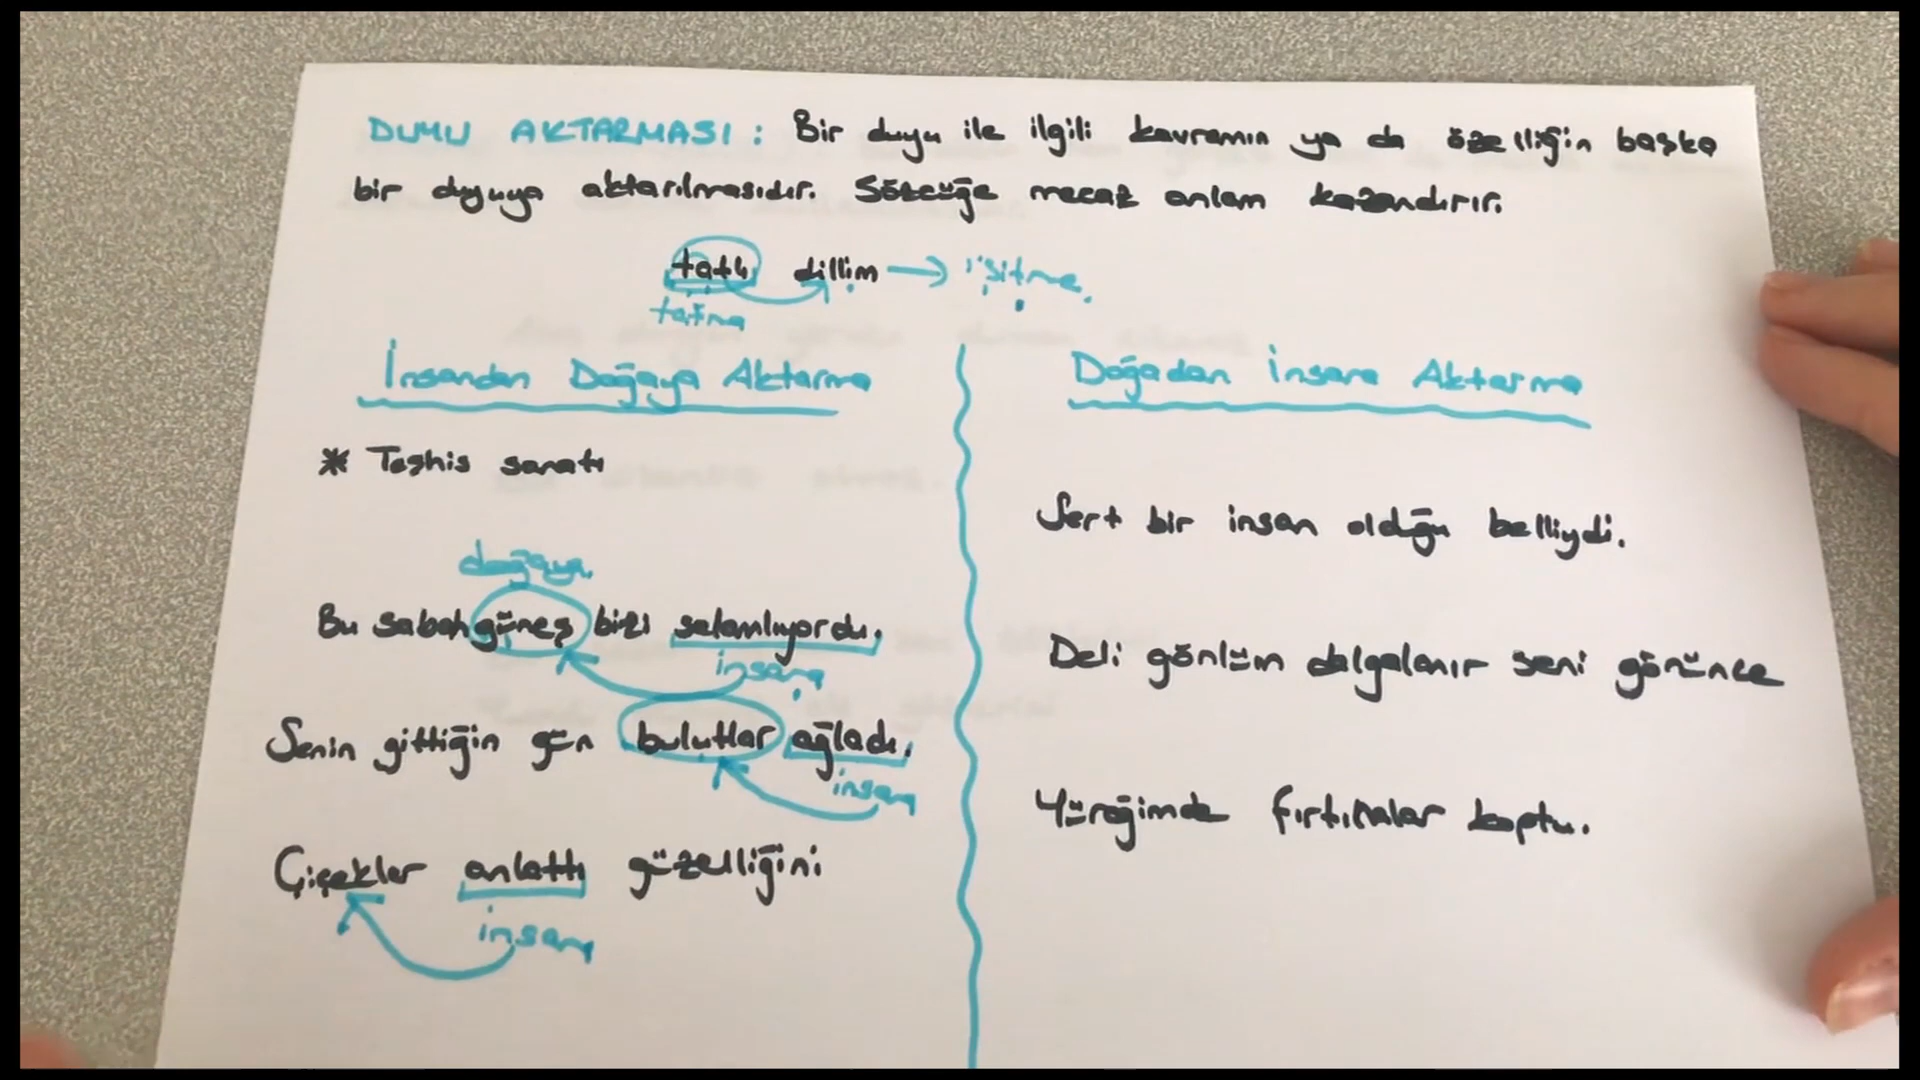 DUYU AKTARMASI : Bir duyu ile ilgili kavramın ya da özelliğin başka
bir duyuya aktarılmasıdır. Sözcüğe mecaz anlam kazandırır.
tatlı dillim → işitme
tatma
İnsandan Doğaya Aktarma
* Teşhis sanatı
doğaya
Bu sabah güneş bizi selamlıyordu.
insana
Senin gittiğin gün bulutlar ağladı.
insana
Çiçekler anlattı güzelliğini
insana
Doğadan İnsana Aktarma
Sert bir insan olduğu belliydi.
Deli gönlüm dalgalanır seni görünce
Yüreğimde fırtınalar koptu.